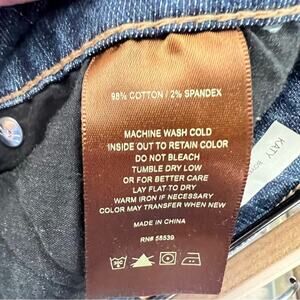 98% COTTON / 2% SPANDEX
MACHINE WASH COLD
INSIDE OUT TO RETAIN COLOR
DO NOT BLEACH
TUMBLE DRY LOW
OR FOR BETTER CARE
LAY FLAT TO DRY
WARM IRON IF NECESSARY
COLOR MAY TRANSFER WHEN NEW
MADE IN CHINA
RN# 58539
KATY